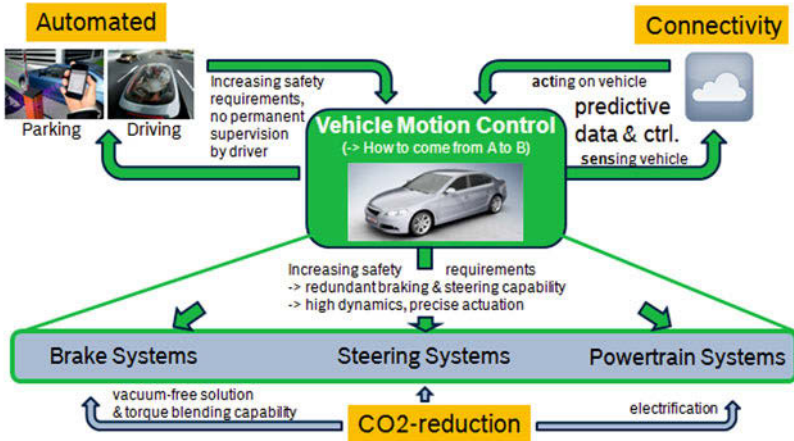 Automated
Connectivity
Parking
Driving
Increasing safety
requirements,
no permanent
supervision
by driver
acting on vehicle
predictive
data & ctrl.
sensing vehicle
Vehicle Motion Control
(-> How to come from A to B)
Increasing safety requirements
-> redundant braking & steering capability
-> high dynamics, precise actuation
Brake Systems
Steering Systems
Powertrain Systems
vacuum-free solution
& torque blending capability
CO2-reduction
electrification